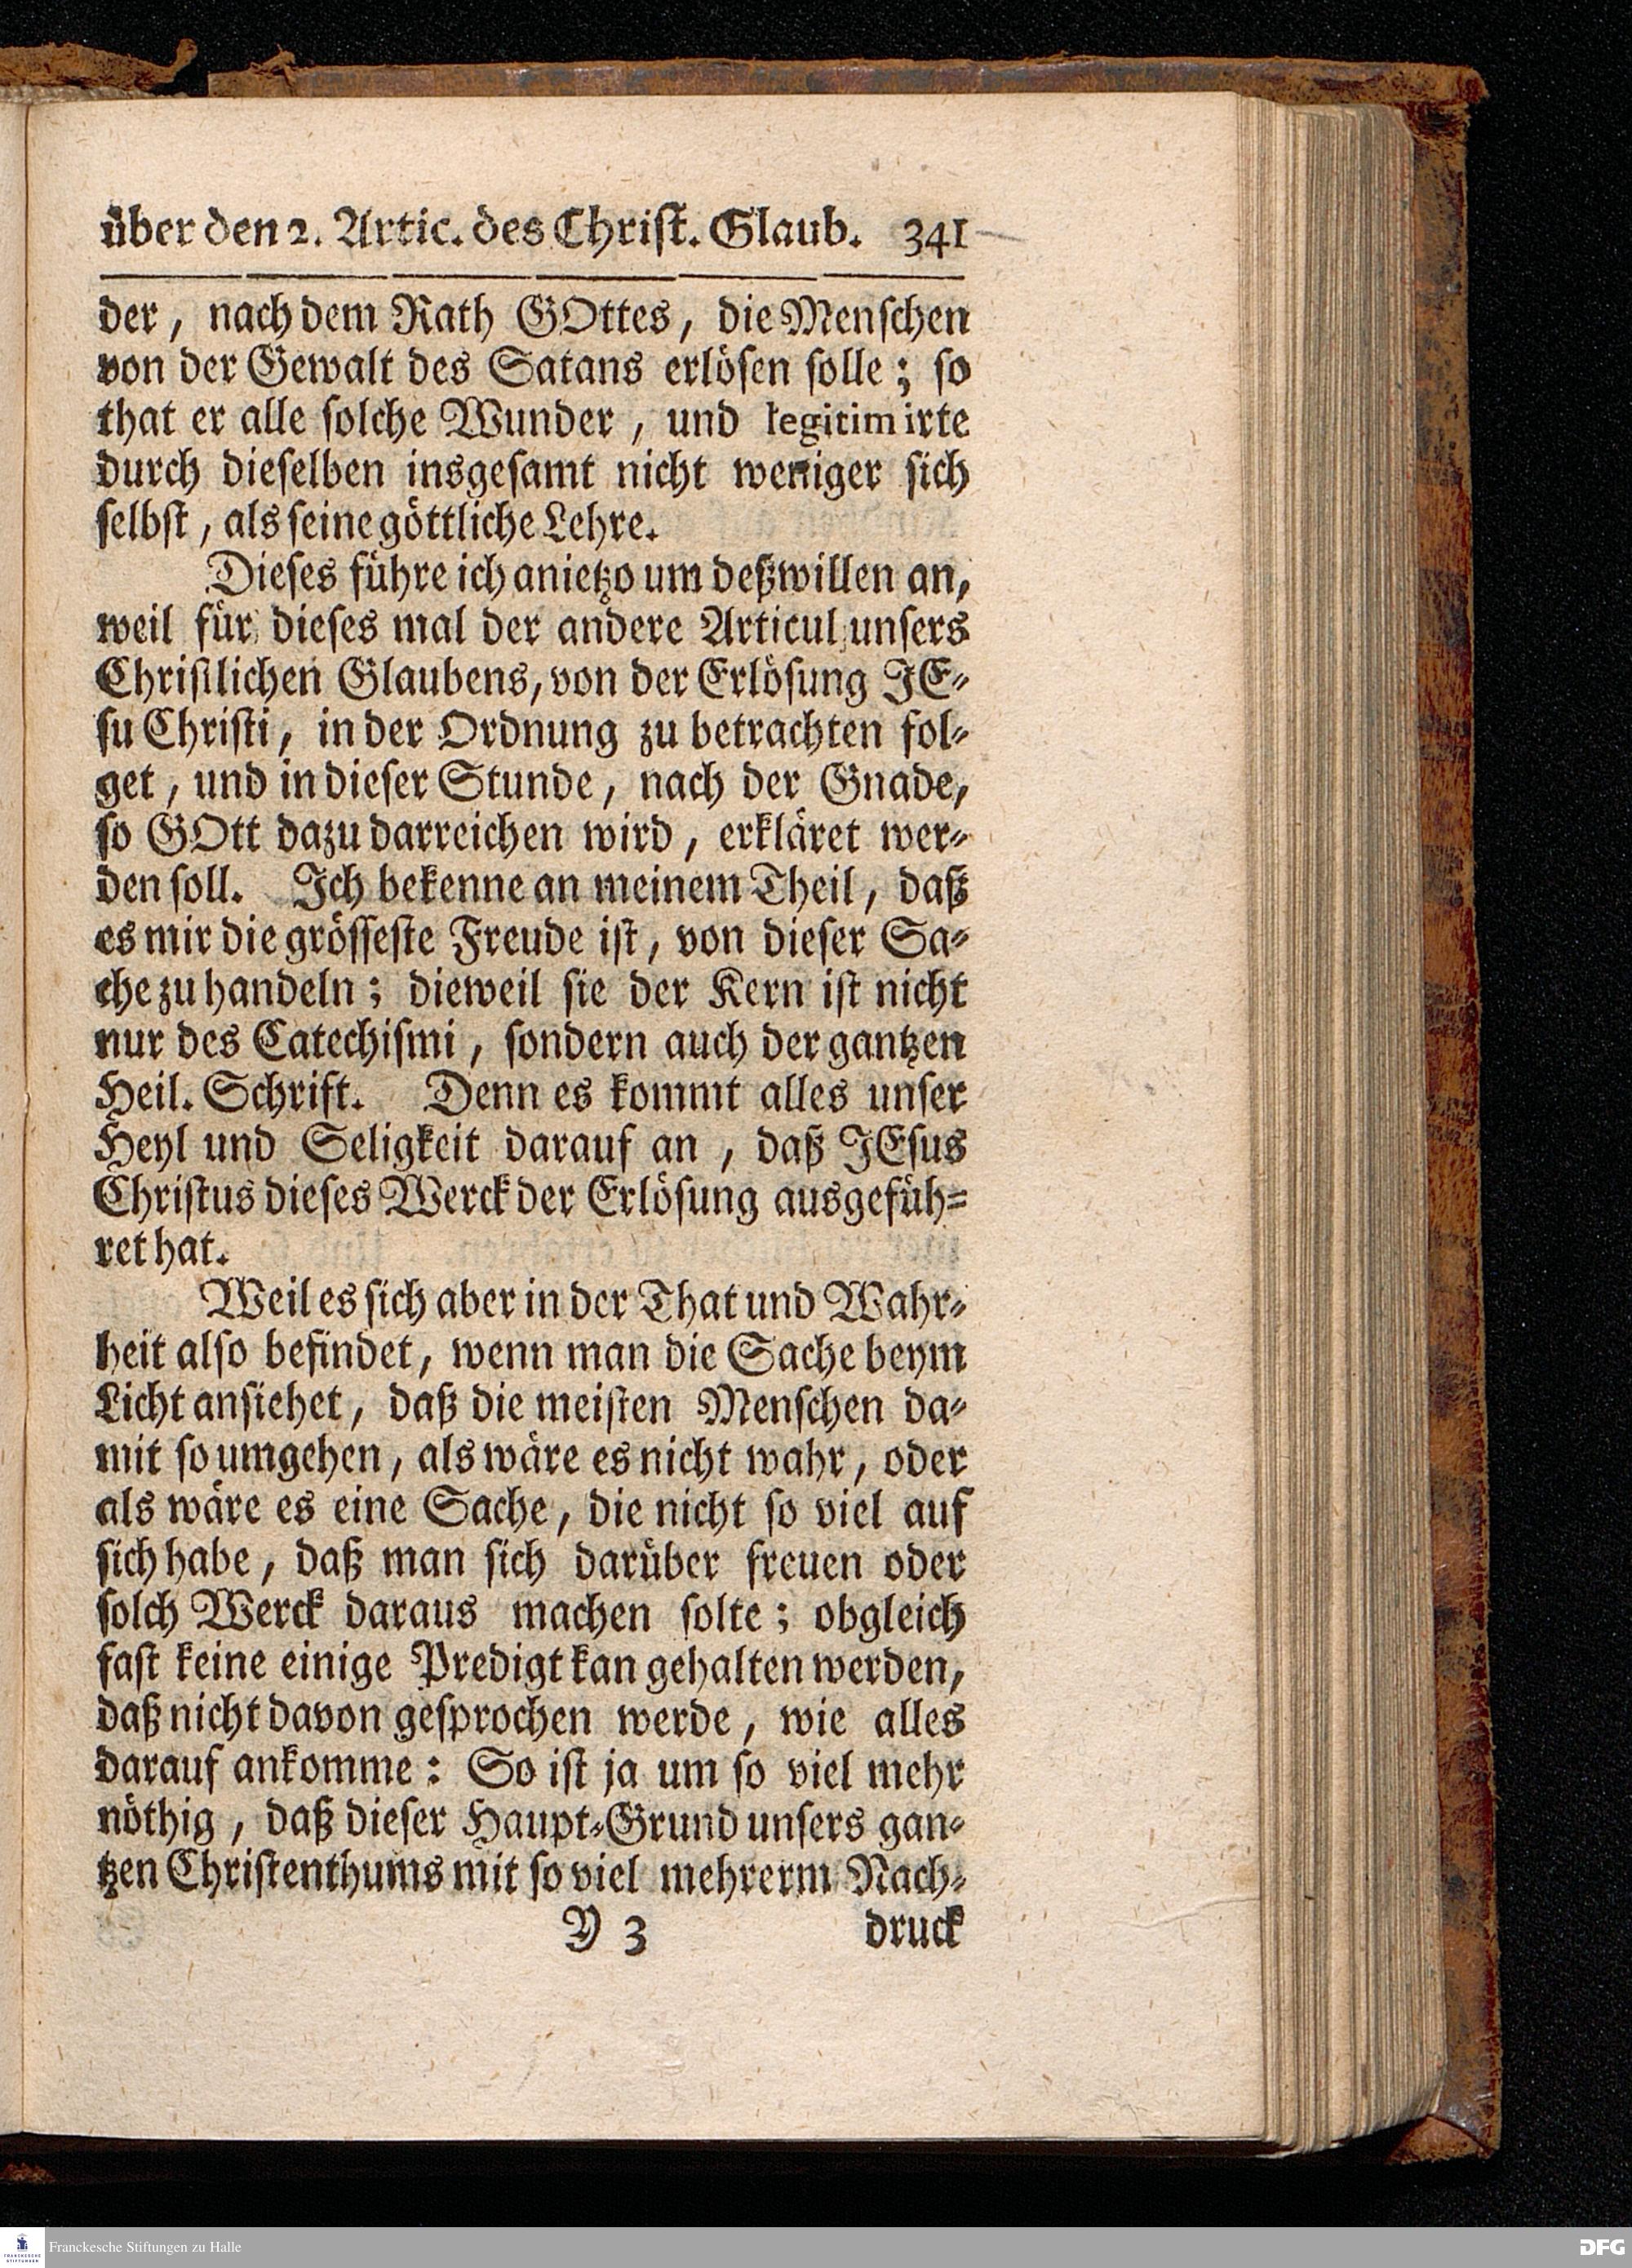 über den 2. Artic. des Christ. Glaub. 341
der, nach dem Rath GOttes, die Menschen
von der Gewalt des Satans erlösen solle; so
that er alle solche Wunder, und legitimirte
durch dieselben insgesamt nicht weniger sich
selbst, als seine göttliche Lehre.
Dieses führe ich anietzo um deßwillen an,
weil für dieses mal der andere Articul unsers
Christlichen Glaubens, von der Erlösung JE-
su Christi, in der Ordnung zu betrachten fol-
get, und in dieser Stunde, nach der Gnade,
so GOtt dazu darreichen wird, erkläret wer-
den soll. Ich bekenne an meinem Theil, daß
es mir die grösseste Freude ist, von dieser Sa-
che zu handeln; dieweil sie der Kern ist nicht
nur des Catechismi, sondern auch der gantzen
Heil. Schrift. Denn es kommt alles unser
Heyl und Seligkeit darauf an, daß JEsus
Christus dieses Werck der Erlösung ausgefüh-
ret hat.
Weil es sich aber in der That und Wahr-
heit also befindet, wenn man die Sache beym
Licht ansiehet, daß die meisten Menschen da-
mit so umgehen, als wäre es nicht wahr, oder
als wäre es eine Sache, die nicht so viel auf
sich habe, daß man sich darüber freuen oder
solch Werck daraus machen solte; obgleich
fast keine einige Predigt kan gehalten werden,
daß nicht davon gesprochen werde, wie alles
darauf ankomme: So ist ja um so viel mehr
nöthig, daß dieser Haupt-Grund unsers gan-
tzen Christenthums mit so viel mehrerm Nach-
Y 3 druck
FRANCKESCHE STIFTUNGEN
Franckesche Stiftungen zu Halle
DFG